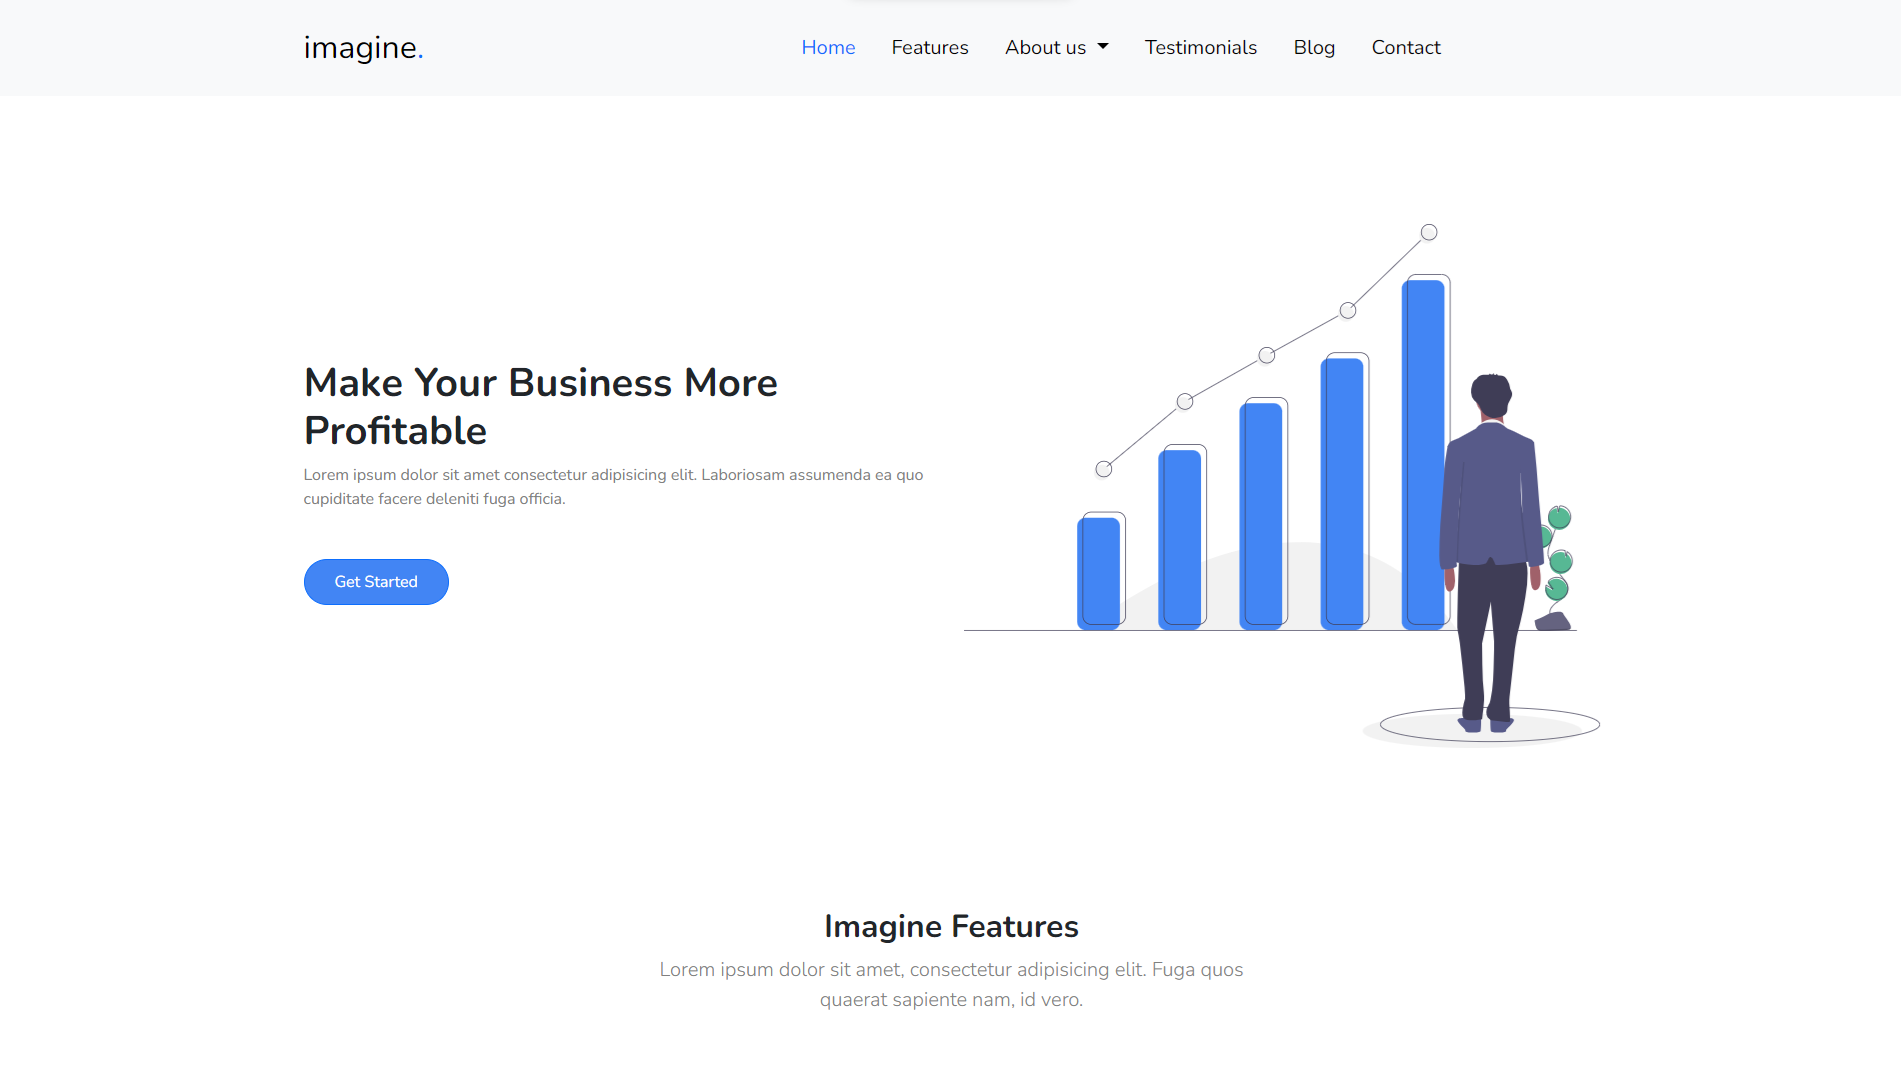 imagine.
Home Features About us Testimonials Blog Contact
Make Your Business More
Profitable
Lorem ipsum dolor sit amet consectetur adipisicing elit. Laboriosam assumenda ea quo
cupiditate facere deleniti fuga officia.
Get Started
Imagine Features
Lorem ipsum dolor sit amet, consectetur adipisicing elit. Fuga quos
quaerat sapiente nam, id vero.